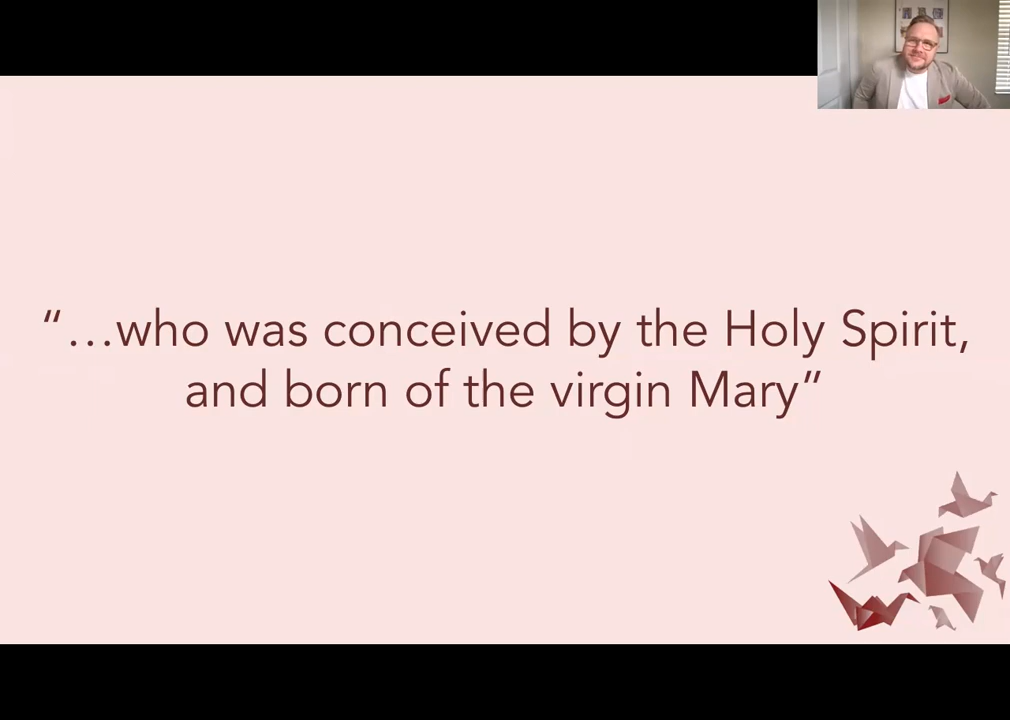 “…who was conceived by the Holy Spirit,
and born of the virgin Mary”